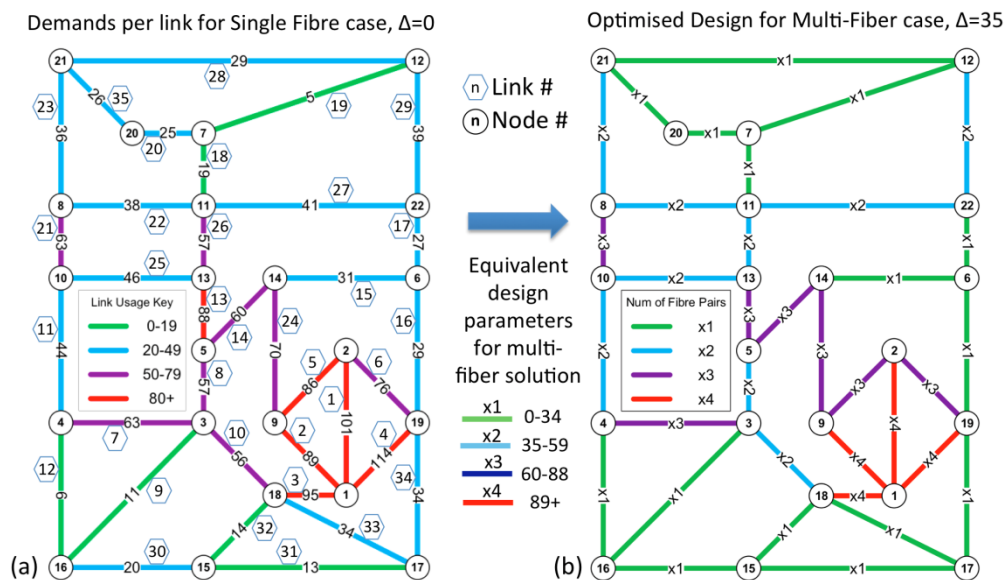 Demands per link for Single Fibre case, Δ=0
Optimised Design for Multi-Fiber case, Δ=35
21
29
28
12
23
26
35
5
19
29
20
25
20
7
18
36
39
19
27
8
38
22
11
41
22
21
63
26
57
17
27
10
46
25
13
14
31
15
6
Link Usage Key
0-19
20-49
50-79
80+
13
88
60
14
24
16
11
44
5
70
5
2
6
29
8
57
86
1
76
4
63
7
3
10
9
2
101
4
19
12
6
11
9
56
3
89
114
34
18
95
1
34
14
32
34
33
(a)
16
30
20
15
31
13
17
n Link #
n Node #
Equivalent
design
parameters
for multi-
fiber solution
x1 0-34
x2 35-59
x3 60-88
x4 89+
21
x1
12
x1
x1
20
x1
7
x2
x2
x1
8
x2
11
x2
22
x3
x2
x1
10
x2
13
14
x1
6
Num of Fibre Pairs
x1
x2
x3
x4
x3
x3
x2
5
x3
2
x1
x2
x3
x3
4
x3
3
9
x4
19
x1
x1
x2
x4
x4
18
x4
1
x1
x1
x1
(b)
16
x1
15
x1
17